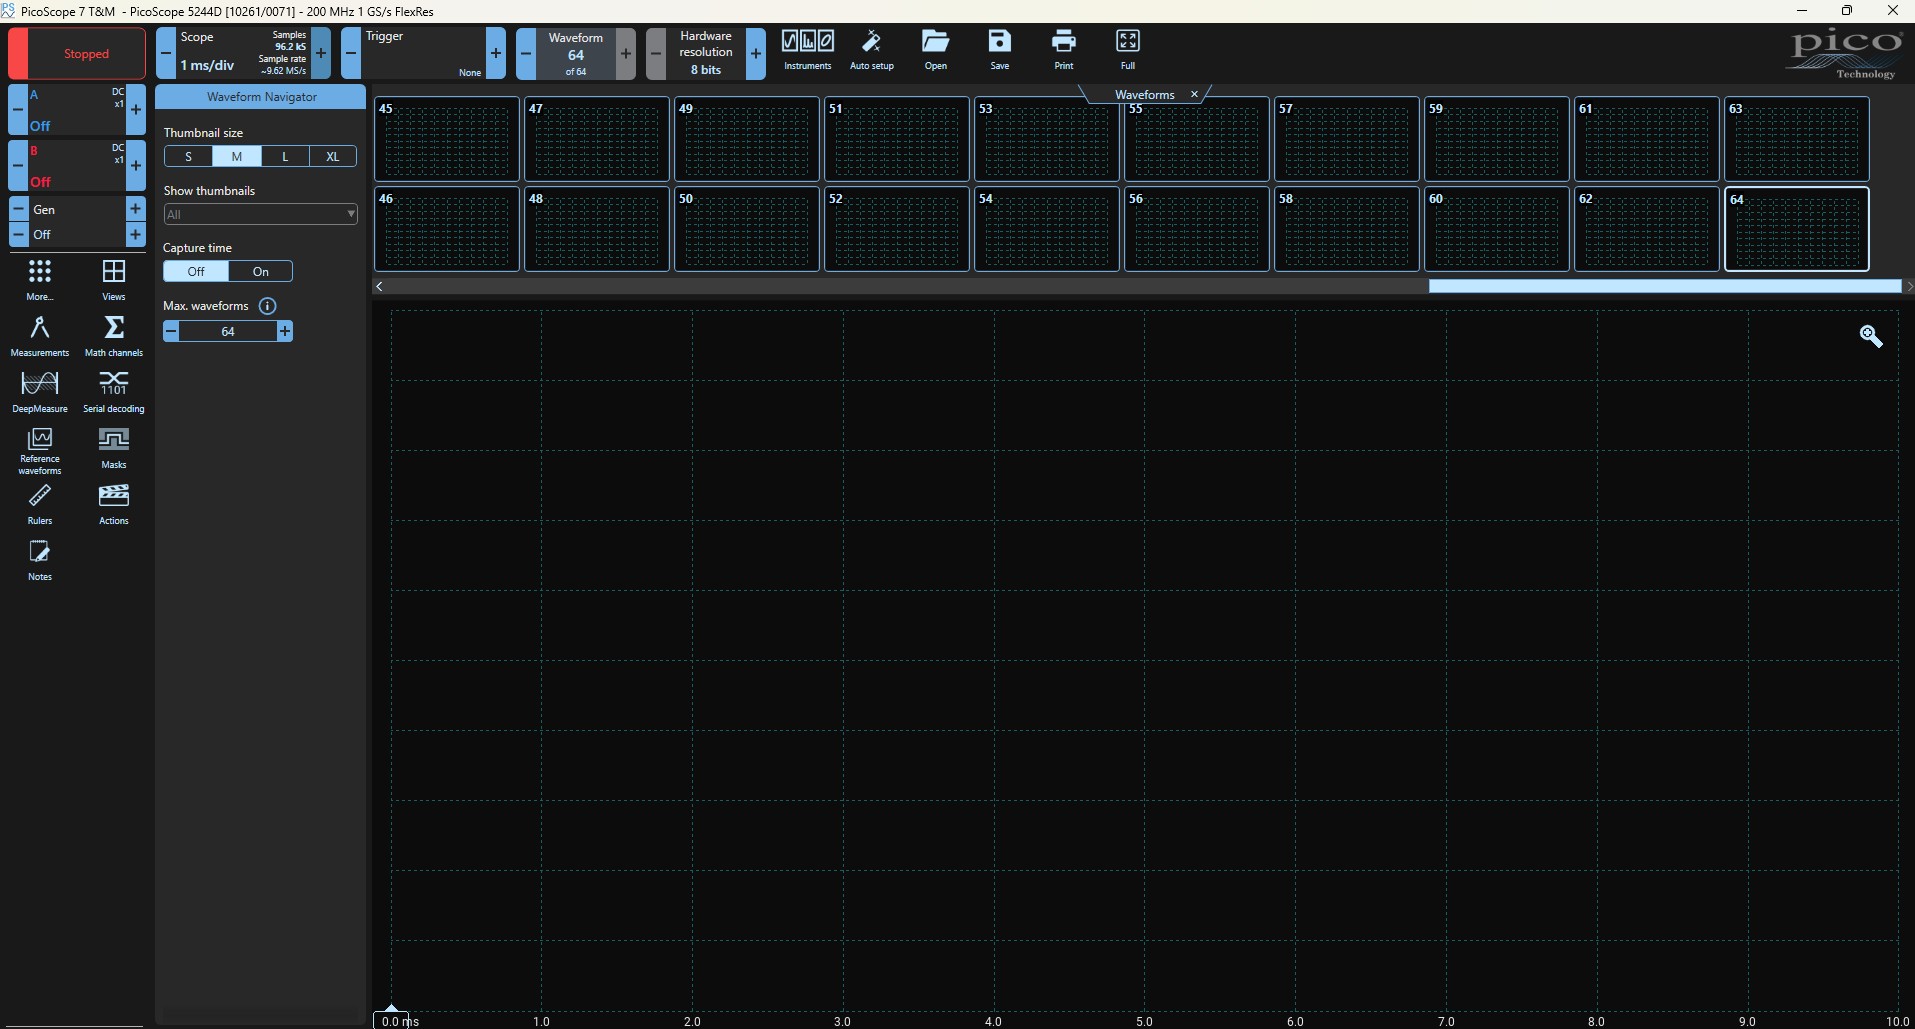 PicoScope 7 T&M - PicoScope 5244D [10261/0071] - 200 MHz 1 GS/s FlexRes
Stopped
Scope
1 ms/div
Samples
96.2 kS
Sample rate
~9.62 MS/s
Trigger
None
Waveform
64
of 64
Hardware
resolution
8 bits
Instruments
Auto setup
Open
Save
Print
Full
pico
Technology
A
DC
x1
Off
B
DC
x1
Off
Gen
Off
More...
Views
Measurements
Math channels
DeepMeasure
1101
Serial decoding
Reference
waveforms
Masks
Rulers
Actions
Notes
Waveform Navigator
Thumbnail size
S M L XL
Show thumbnails
All
Capture time
Off On
Max. waveforms
64
Waveforms
45 47 49 51 53 55 57 59 61 63
46 48 50 52 54 56 58 60 62 64
0.0 ms 1.0 2.0 3.0 4.0 5.0 6.0 7.0 8.0 9.0 10.0